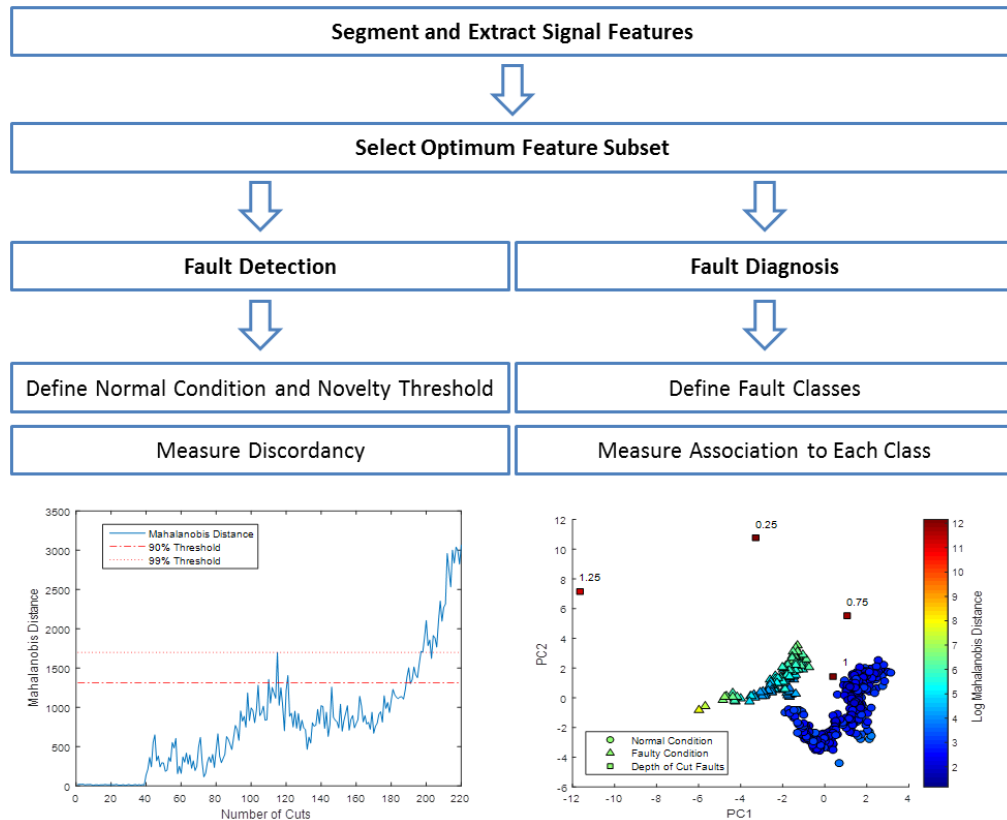 Segment and Extract Signal Features
Select Optimum Feature Subset
Fault Detection
Fault Diagnosis
Define Normal Condition and Novelty Threshold
Define Fault Classes
Measure Discordancy
Measure Association to Each Class
3500
3000
2500
2000
1500
1000
500
0
Mahalanobis Distance
Mahalanobis Distance
90% Threshold
99% Threshold
0 20 40 60 80 100 120 140 160 180 200 220
Number of Cuts
12
10
8
6
4
2
0
-2
-4
-6
PC2
0.25
1.25
0.75
1
Normal Condition
Faulty Condition
Depth of Cut Faults
-12 -10 -8 -6 -4 -2 0 2 4
PC1
12
11
10
9
8
7
6
5
4
3
2
Log Mahalanobis Distance